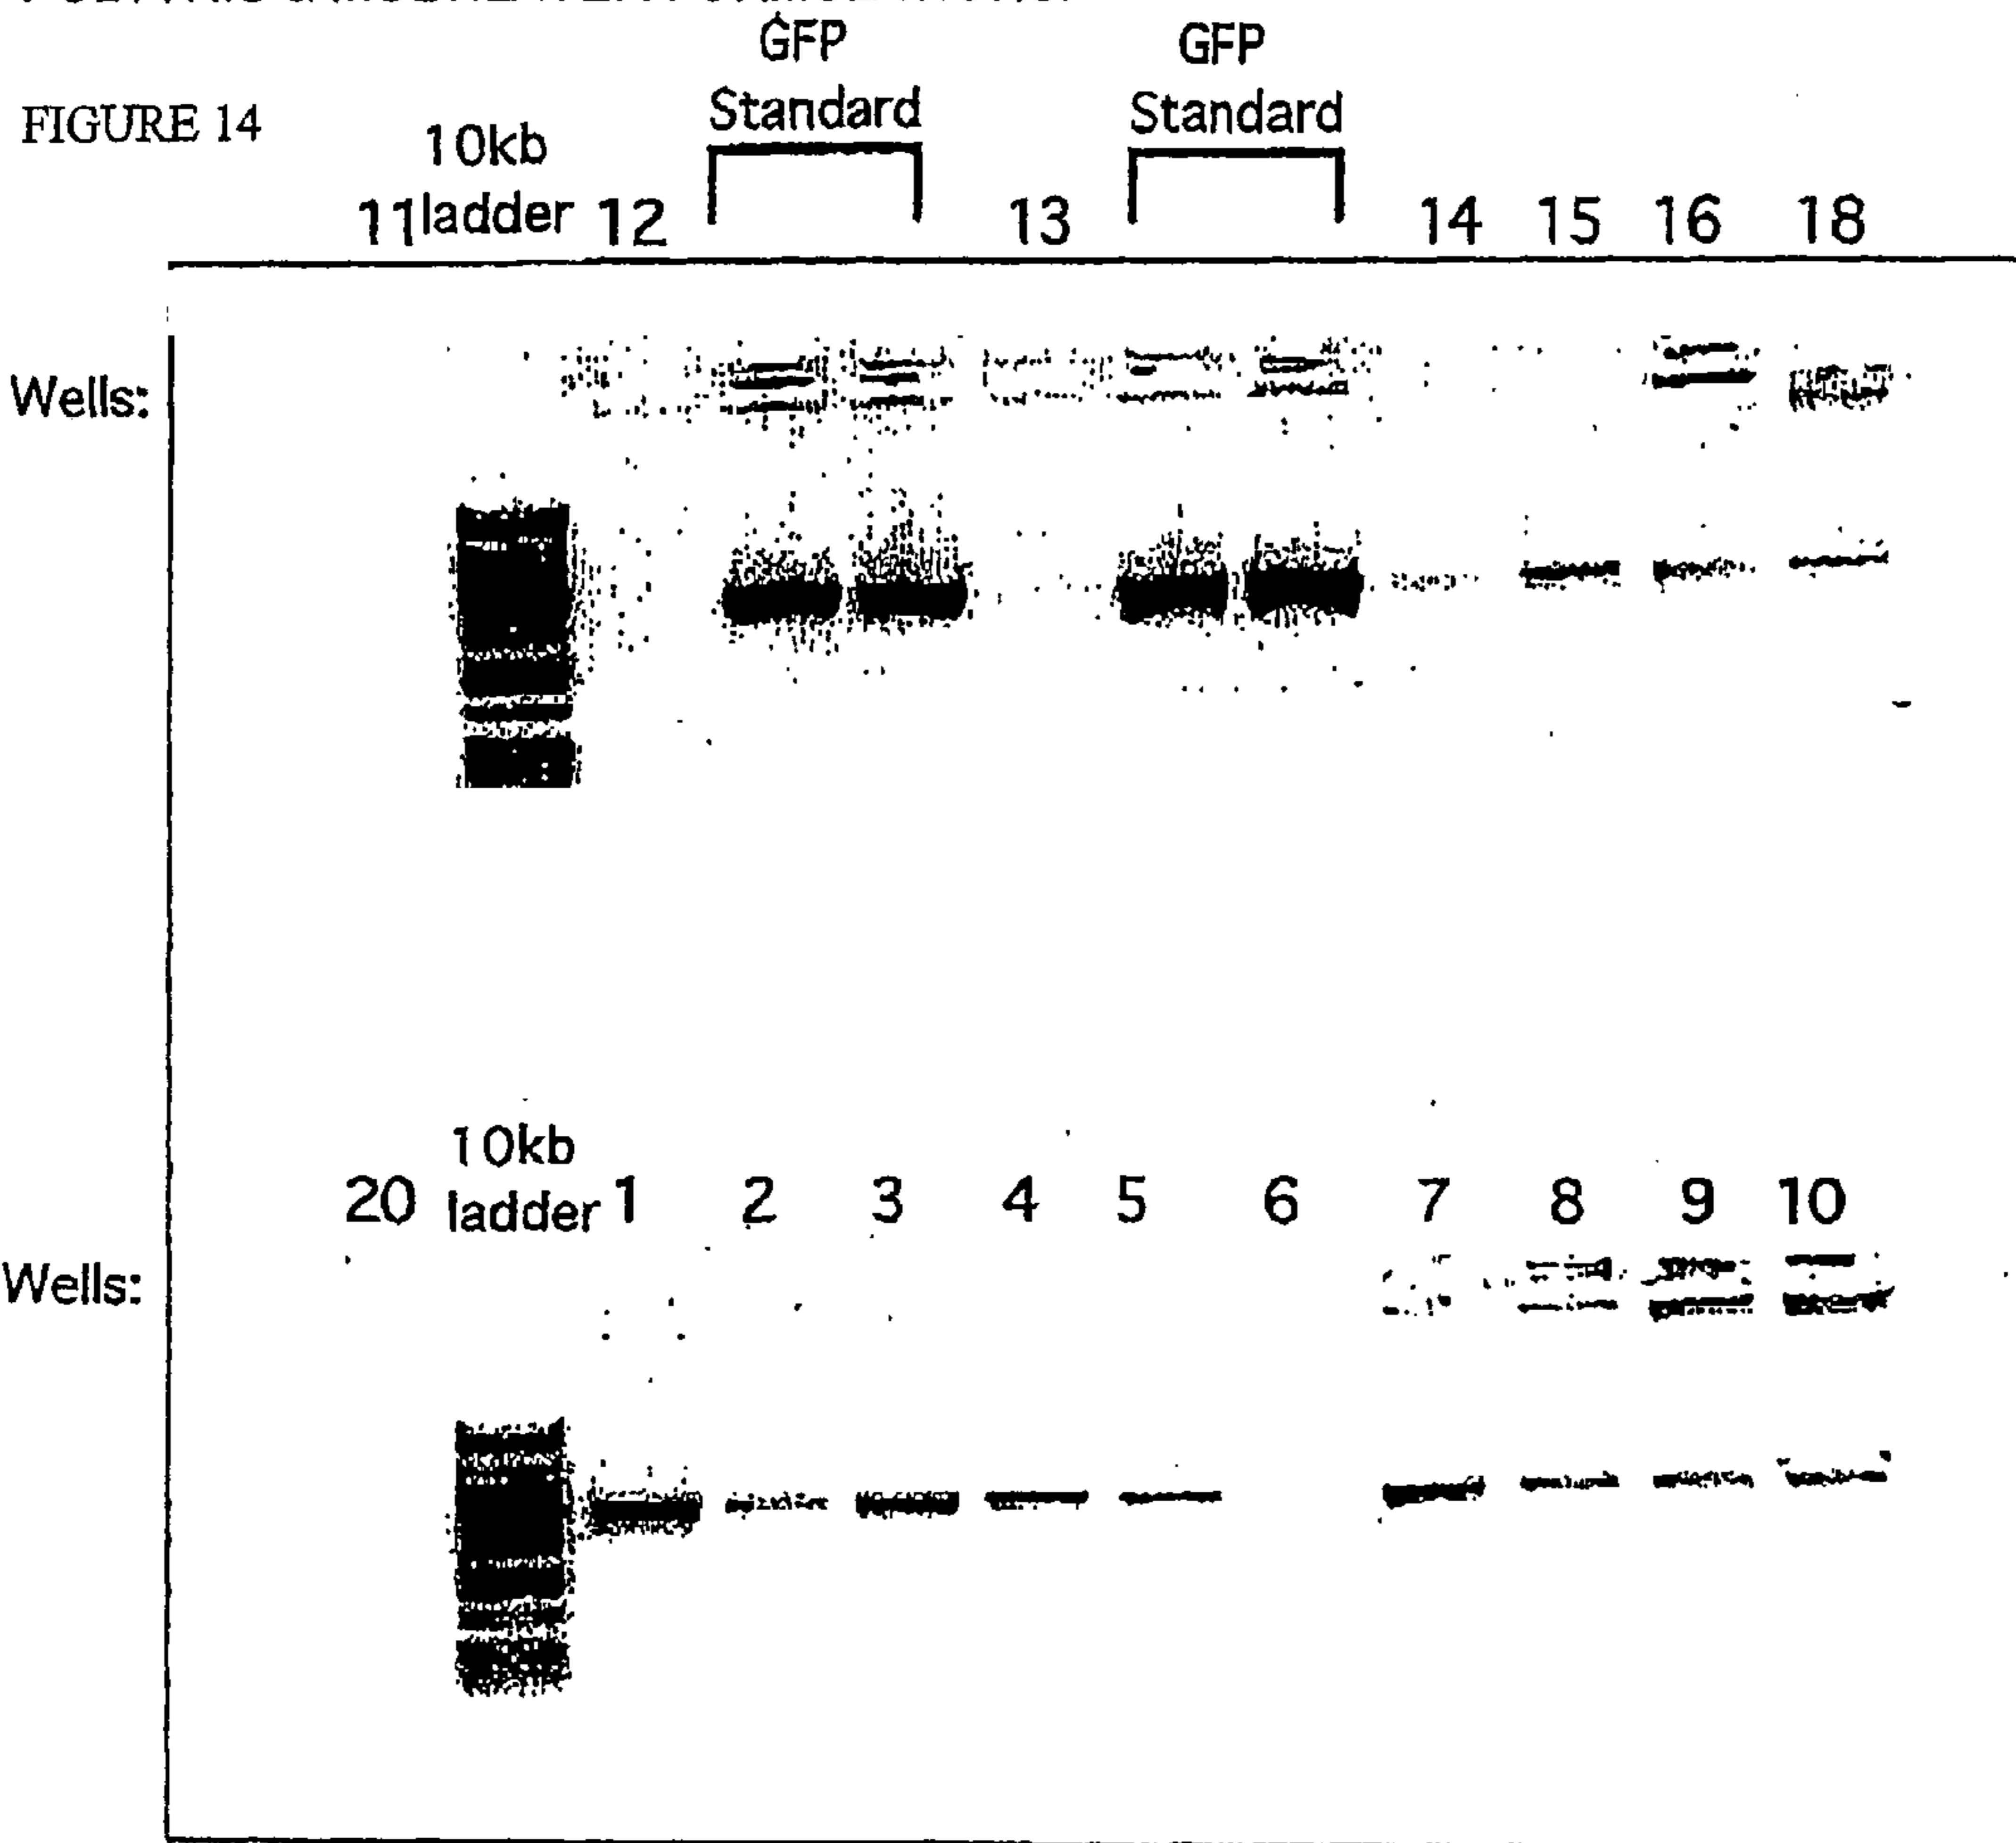 FIGURE 14
GFP
Standard
GFP
Standard
10kb
11 ladder 12 13 14 15 16 18
Wells:
10kb
20 ladder 1 2 3 4 5 6 7 8 9 10
Wells: